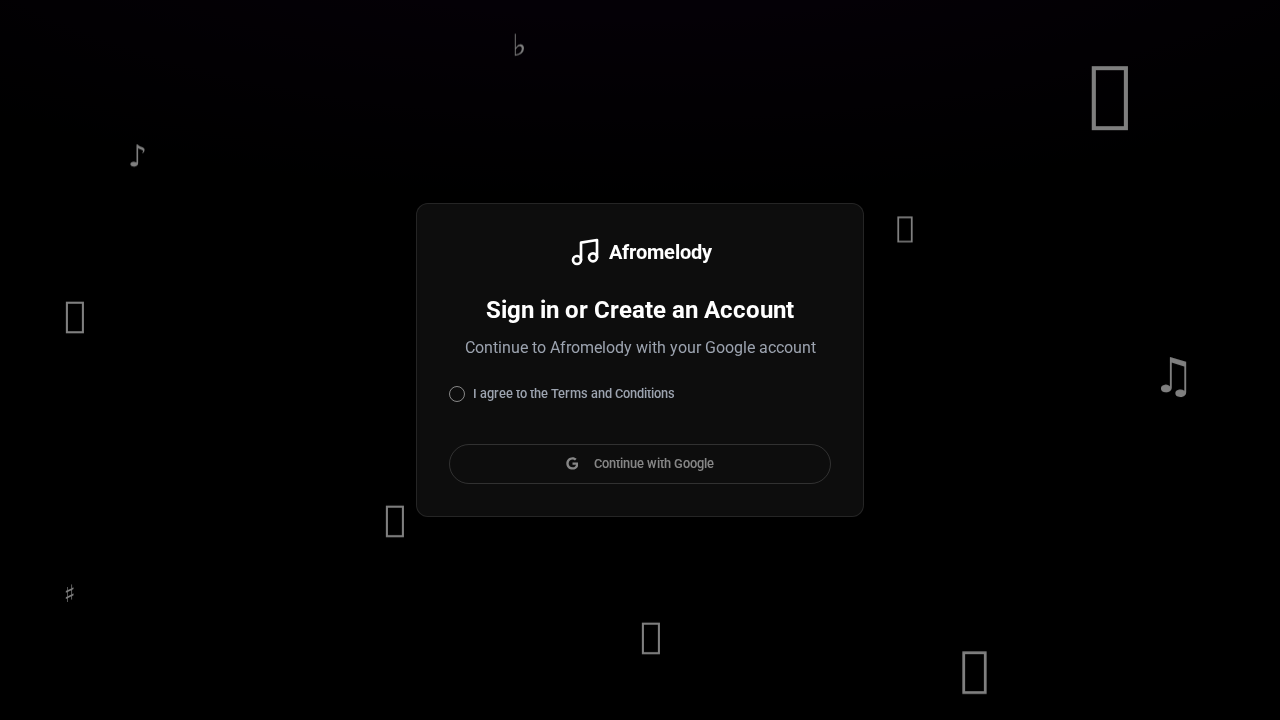 Afromelody
Sign in or Create an Account
Continue to Afromelody with your Google account
I agree to the Terms and Conditions
Continue with Google